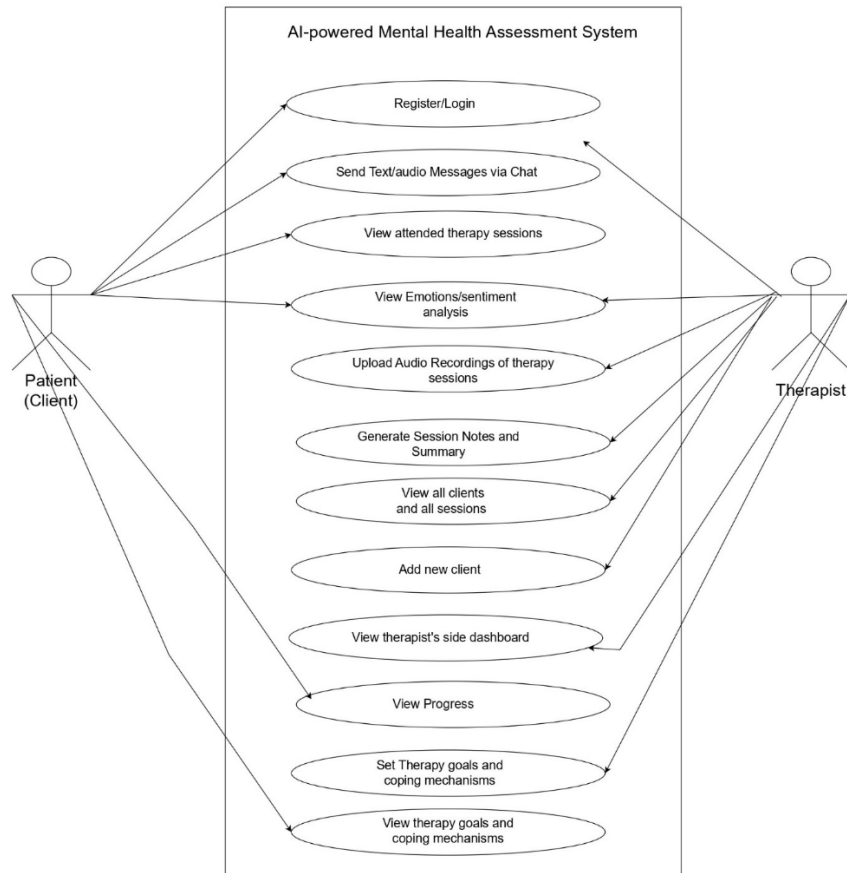 AI-powered Mental Health Assessment System
Register/Login
Send Text/audio Messages via Chat
View attended therapy sessions
View Emotions/sentiment
analysis
Upload Audio Recordings of therapy
sessions
Patient
(Client)
Therapist
Generate Session Notes and
Summary
View all clients
and all sessions
Add new client
View therapist's side dashboard
View Progress
Set Therapy goals and
coping mechanisms
View therapy goals and
coping mechanisms